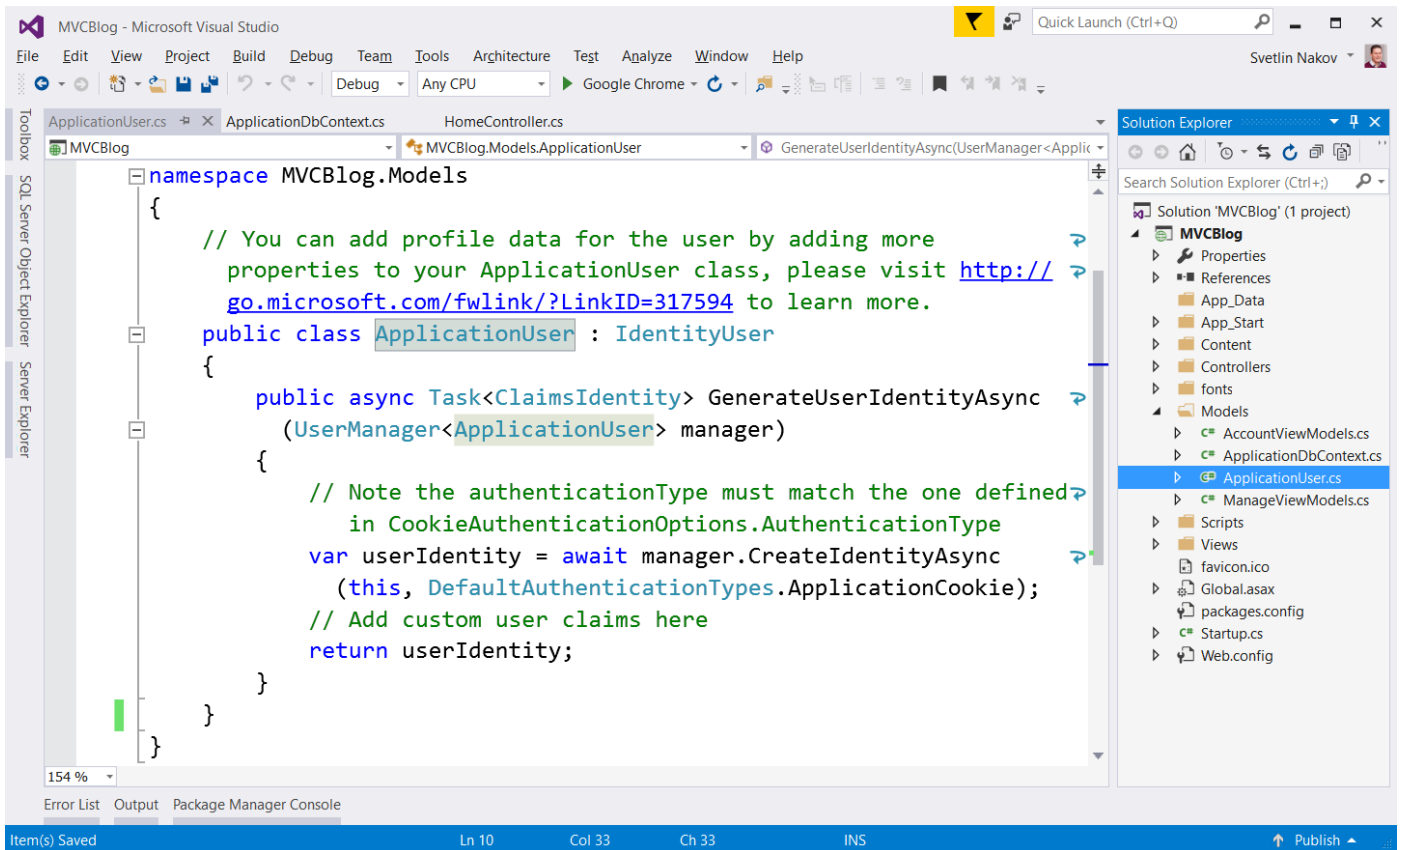 MVCBlog - Microsoft Visual Studio
Quick Launch (Ctrl+Q)
File Edit View Project Build Debug Team Tools Architecture Test Analyze Window Help
Svetlin Nakov
Debug Any CPU Google Chrome
Toolbox
SQL Server Object Explorer
Server Explorer
ApplicationUser.cs ApplicationDbContext.cs HomeController.cs
MVCBlog MVCBlog.Models.ApplicationUser GenerateUserIdentityAsync(UserManager<Applic
namespace MVCBlog.Models
{
// You can add profile data for the user by adding more
properties to your ApplicationUser class, please visit http://
go.microsoft.com/fwlink/?LinkID=317594 to learn more.
public class ApplicationUser : IdentityUser
{
public async Task<ClaimsIdentity> GenerateUserIdentityAsync
(UserManager<ApplicationUser> manager)
{
// Note the authenticationType must match the one defined
in CookieAuthenticationOptions.AuthenticationType
var userIdentity = await manager.CreateIdentityAsync
(this, DefaultAuthenticationTypes.ApplicationCookie);
// Add custom user claims here
return userIdentity;
}
}
}
154 %
Error List Output Package Manager Console
Item(s) Saved Ln 10 Col 33 Ch 33 INS Publish
Solution Explorer
Search Solution Explorer (Ctrl+;)
Solution 'MVCBlog' (1 project)
MVCBlog
Properties
References
App_Data
App_Start
Content
Controllers
fonts
Models
C# AccountViewModels.cs
C# ApplicationDbContext.cs
C# ApplicationUser.cs
C# ManageViewModels.cs
Scripts
Views
favicon.ico
Global.asax
packages.config
C# Startup.cs
Web.config